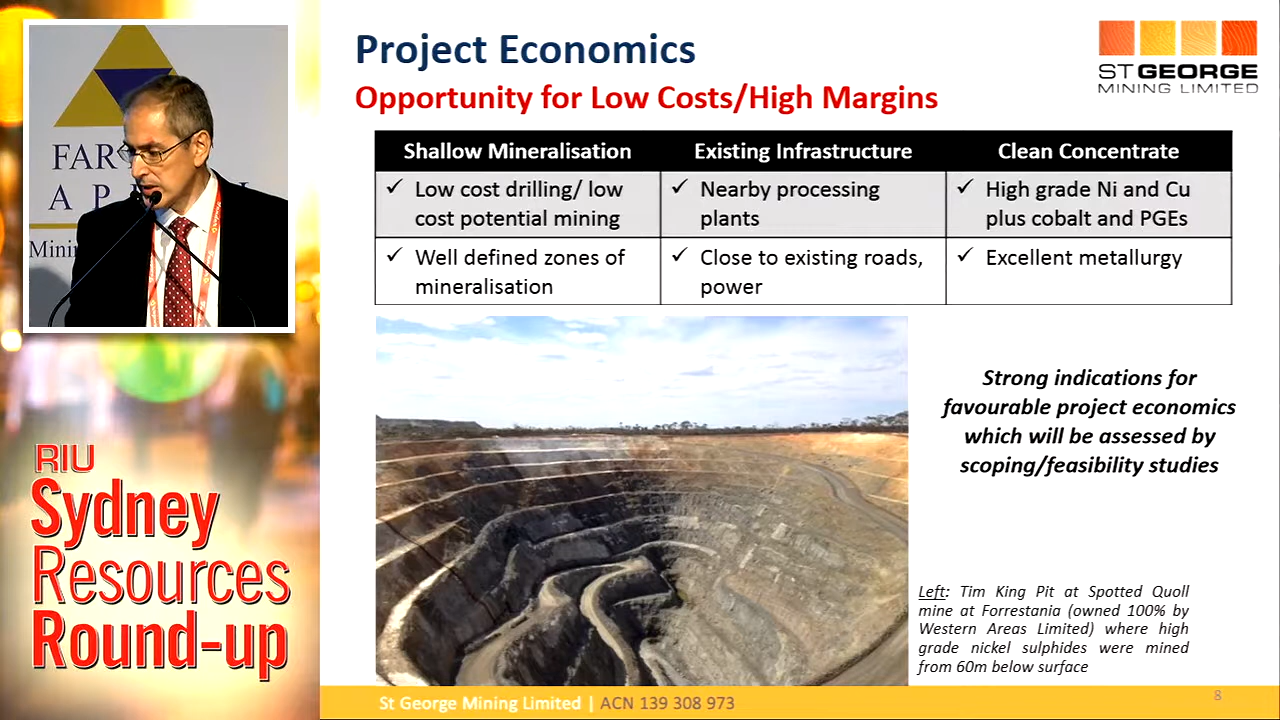 Project Economics
Opportunity for Low Costs/High Margins
ST GEORGE
MINING LIMITED
Shallow Mineralisation
Existing Infrastructure
Clean Concentrate
✓ Low cost drilling/ low
cost potential mining
✓ Nearby processing
plants
✓ High grade Ni and Cu
plus cobalt and PGEs
✓ Well defined zones of
mineralisation
✓ Close to existing roads,
power
✓ Excellent metallurgy
Strong indications for
favourable project economics
which will be assessed by
scoping/feasibility studies
Left: Tim King Pit at Spotted Quoll
mine at Forrestania (owned 100% by
Western Areas Limited) where high
grade nickel sulphides were mined
from 60m below surface
St George Mining Limited | ACN 139 308 973
8
RIU
Sydney
Resources
Round-up